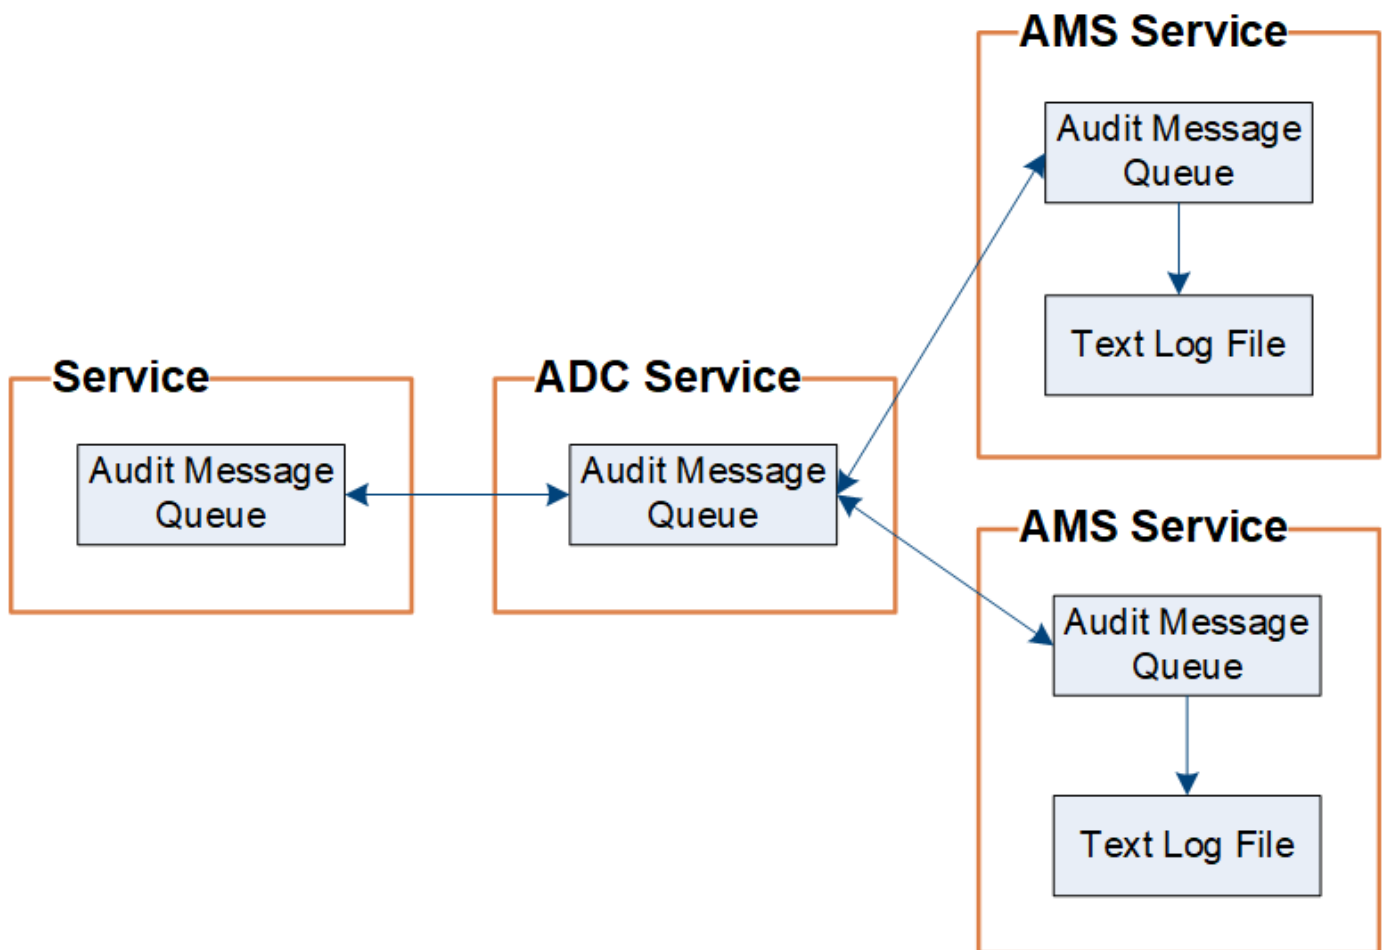 AMS Service
Audit Message
Queue
Text Log File
Service
Audit Message
Queue
ADC Service
Audit Message
Queue
AMS Service
Audit Message
Queue
Text Log File